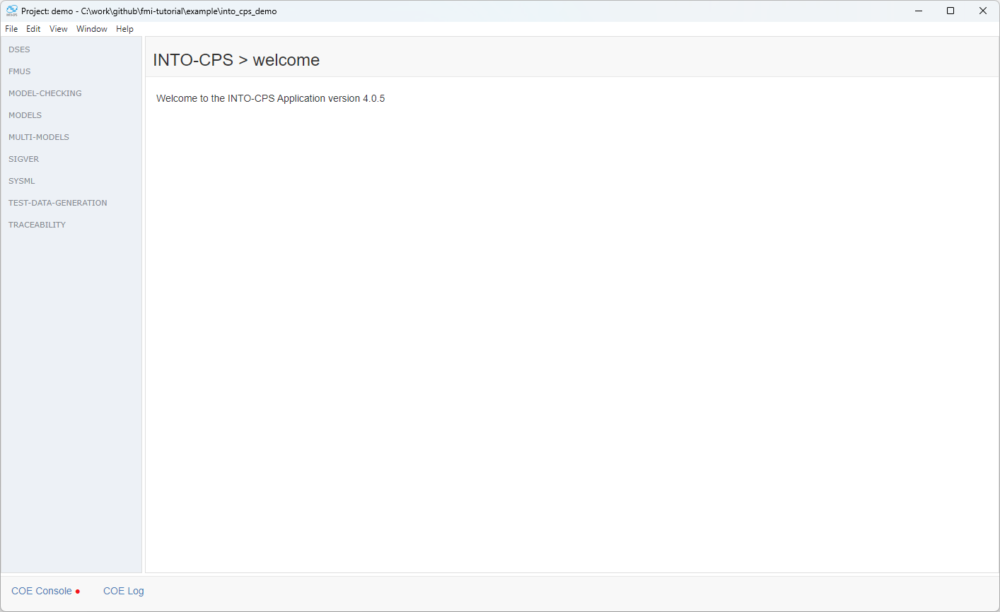 Project: demo - C:\work\github\fmi-tutorial\example\into_cps_demo
File Edit View Window Help
DSES
FMUS
MODEL-CHECKING
MODELS
MULTI-MODELS
SIGVER
SYSML
TEST-DATA-GENERATION
TRACEABILITY
INTO-CPS > welcome
Welcome to the INTO-CPS Application version 4.0.5
COE Console COE Log